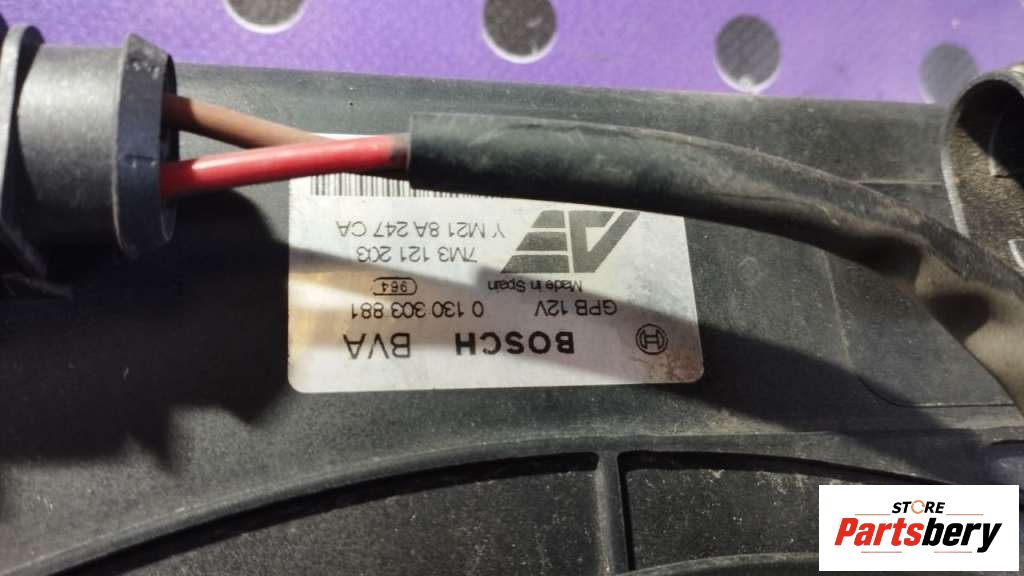 BOSCH BVA
GPB 12V 0 130 303 881
Made in Spain 964
7M3 121 203
YM21 8A 247 CA
STORE
Partsbery